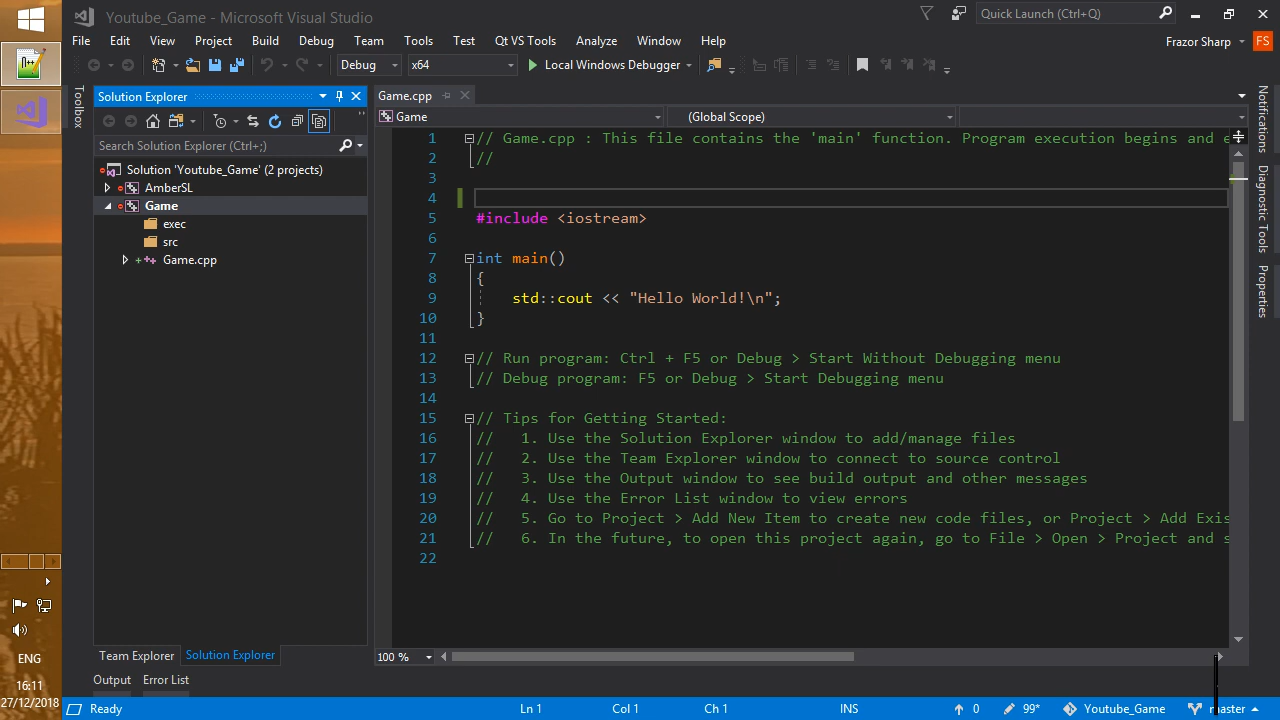 Youtube_Game - Microsoft Visual Studio
Quick Launch (Ctrl+Q)
File Edit View Project Build Debug Team Tools Test Qt VS Tools Analyze Window Help
Frazor Sharp FS
Debug x64 Local Windows Debugger
Toolbox
Solution Explorer
Search Solution Explorer (Ctrl+;)
Solution 'Youtube_Game' (2 projects)
AmberSL
Game
exec
src
Game.cpp
Team Explorer Solution Explorer
Output Error List
Game.cpp
Game (Global Scope)
1 // Game.cpp : This file contains the 'main' function. Program execution begins and e
2 //
3
4
5 #include <iostream>
6
7 int main()
8 {
9 std::cout << "Hello World!\n";
10 }
11
12 // Run program: Ctrl + F5 or Debug > Start Without Debugging menu
13 // Debug program: F5 or Debug > Start Debugging menu
14
15 // Tips for Getting Started:
16 // 1. Use the Solution Explorer window to add/manage files
17 // 2. Use the Team Explorer window to connect to source control
18 // 3. Use the Output window to see build output and other messages
19 // 4. Use the Error List window to view errors
20 // 5. Go to Project > Add New Item to create new code files, or Project > Add Exis
21 // 6. In the future, to open this project again, go to File > Open > Project and s
22
100 %
Notifications
Diagnostic Tools
Properties
N++
ENG
16:11
27/12/2018
Ready Ln 1 Col 1 Ch 1 INS 0 99* Youtube_Game master